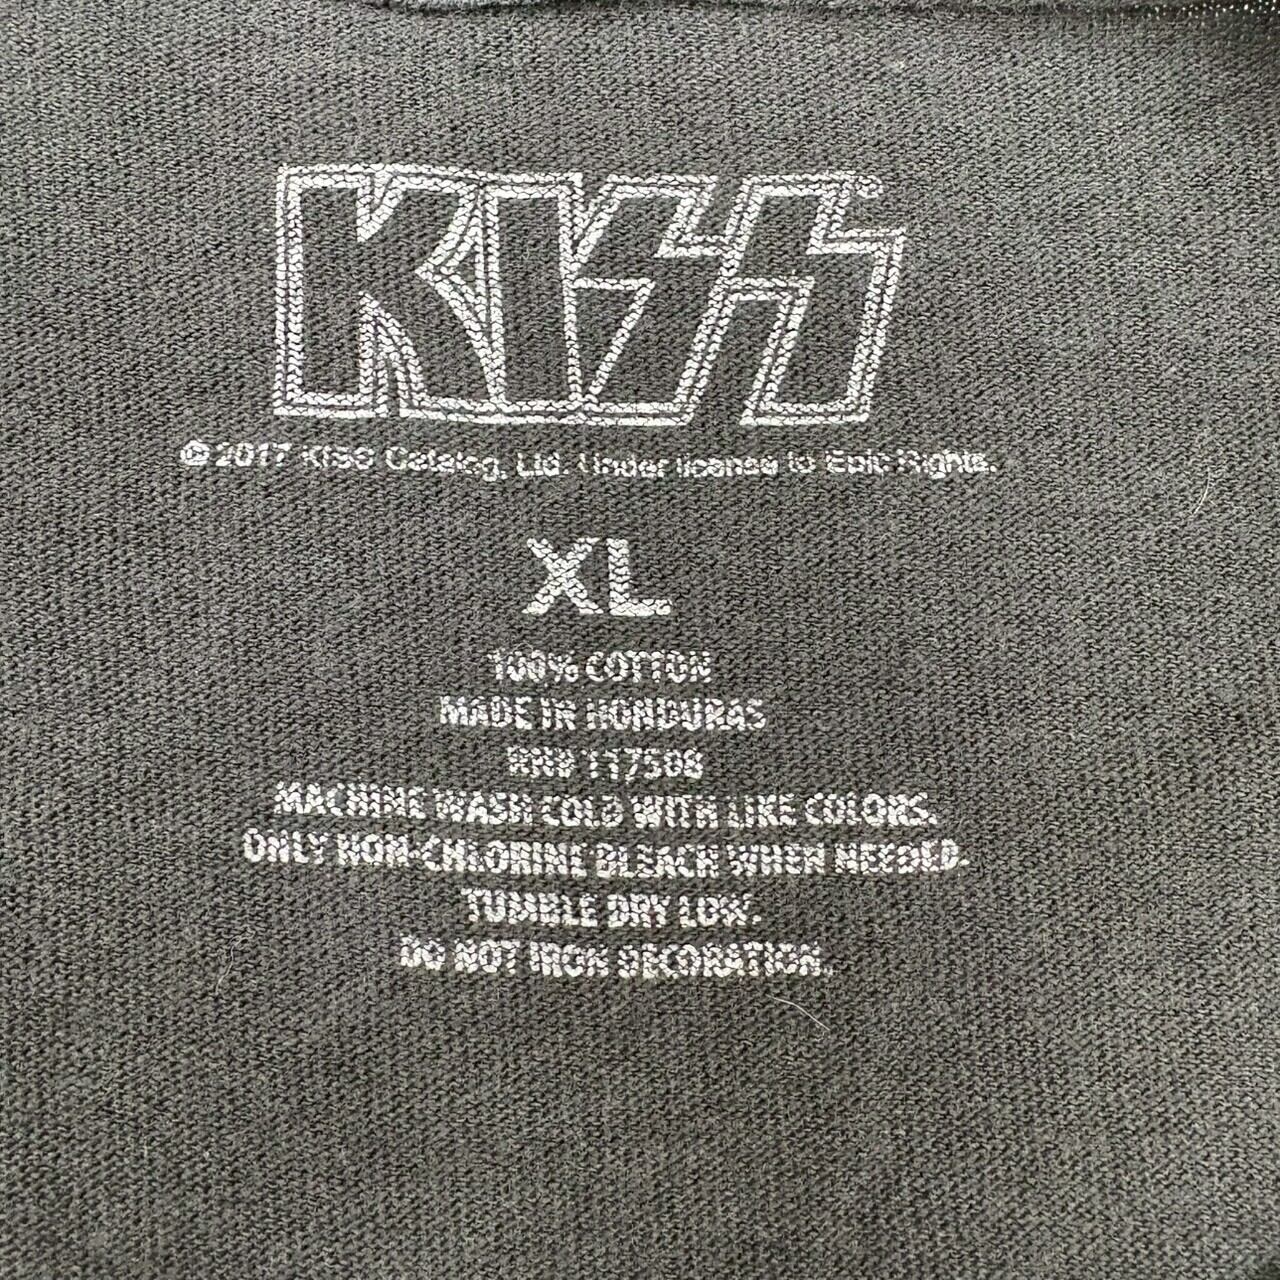 KISS
© 2017 KISS Catalog, Ltd. Under license to Epic Rights.
XL
100% COTTON
MADE IN HONDURAS
RN# 117508
MACHINE WASH COLD WITH LIKE COLORS.
ONLY NON-CHLORINE BLEACH WHEN NEEDED.
TUMBLE DRY LOW.
DO NOT IRON DECORATION.